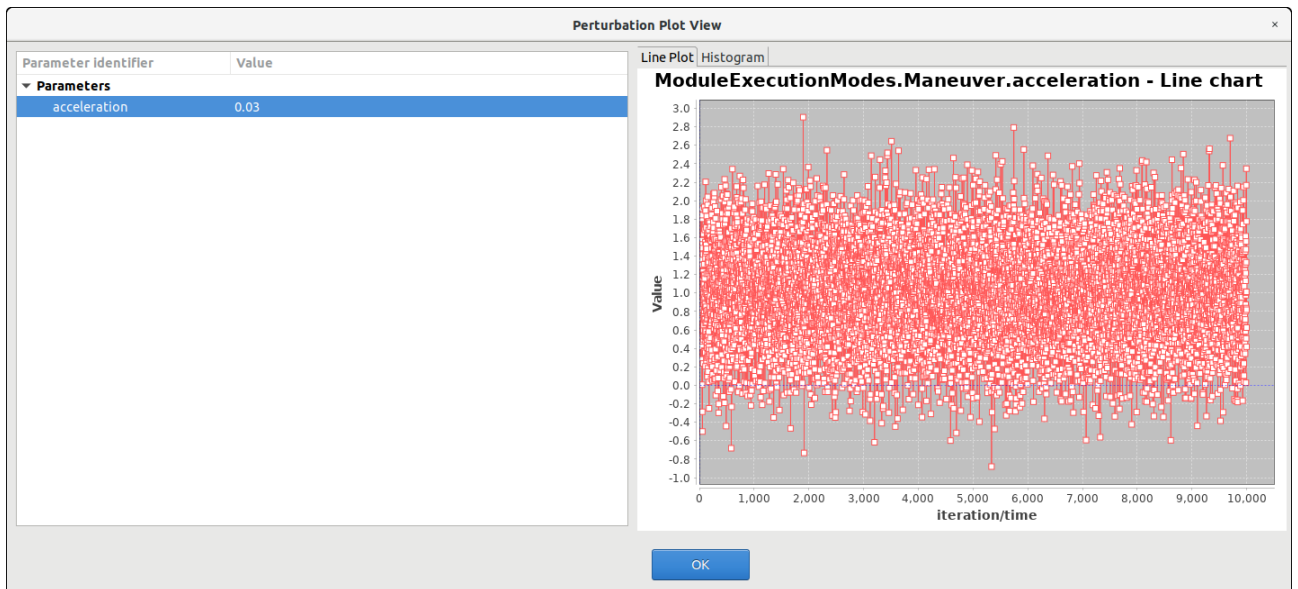 Perturbation Plot View ×
Parameter identifier Value
Parameters
acceleration 0.03
Line Plot Histogram
ModuleExecutionModes.Maneuver.acceleration - Line chart
Value
3.0
2.8
2.6
2.4
2.2
2.0
1.8
1.6
1.4
1.2
1.0
0.8
0.6
0.4
0.2
0.0
-0.2
-0.4
-0.6
-0.8
-1.0
0 1,000 2,000 3,000 4,000 5,000 6,000 7,000 8,000 9,000 10,000
iteration/time
OK